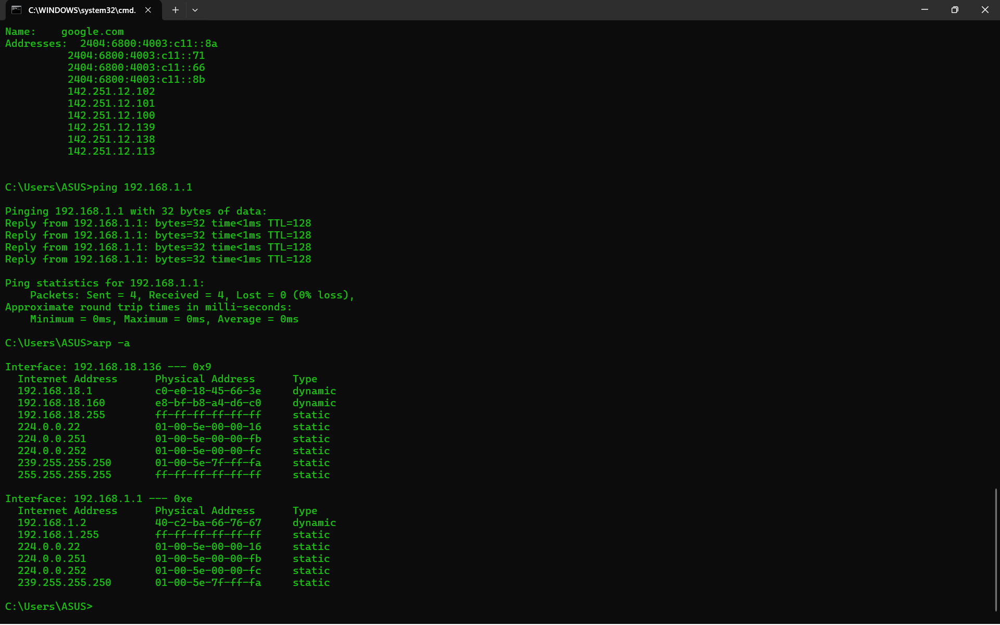 C:\WINDOWS\system32\cmd.
Name:    google.com
Addresses:  2404:6800:4003:c11::8a
          2404:6800:4003:c11::71
          2404:6800:4003:c11::66
          2404:6800:4003:c11::8b
          142.251.12.102
          142.251.12.101
          142.251.12.100
          142.251.12.139
          142.251.12.138
          142.251.12.113
C:\Users\ASUS>ping 192.168.1.1
Pinging 192.168.1.1 with 32 bytes of data:
Reply from 192.168.1.1: bytes=32 time<1ms TTL=128
Reply from 192.168.1.1: bytes=32 time<1ms TTL=128
Reply from 192.168.1.1: bytes=32 time<1ms TTL=128
Reply from 192.168.1.1: bytes=32 time<1ms TTL=128
Ping statistics for 192.168.1.1:
    Packets: Sent = 4, Received = 4, Lost = 0 (0% loss),
Approximate round trip times in milli-seconds:
    Minimum = 0ms, Maximum = 0ms, Average = 0ms
C:\Users\ASUS>arp -a
Interface: 192.168.18.136 --- 0x9
  Internet Address      Physical Address      Type
  192.168.18.1          c0-e0-18-45-66-3e     dynamic
  192.168.18.160        e8-bf-b8-a4-d6-c0     dynamic
  192.168.18.255        ff-ff-ff-ff-ff-ff     static
  224.0.0.22            01-00-5e-00-00-16     static
  224.0.0.251           01-00-5e-00-00-fb     static
  224.0.0.252           01-00-5e-00-00-fc     static
  239.255.255.250       01-00-5e-7f-ff-fa     static
  255.255.255.255       ff-ff-ff-ff-ff-ff     static
Interface: 192.168.1.1 --- 0xe
  Internet Address      Physical Address      Type
  192.168.1.2           40-c2-ba-66-76-67     dynamic
  192.168.1.255         ff-ff-ff-ff-ff-ff     static
  224.0.0.22            01-00-5e-00-00-16     static
  224.0.0.251           01-00-5e-00-00-fb     static
  224.0.0.252           01-00-5e-00-00-fc     static
  239.255.255.250       01-00-5e-7f-ff-fa     static
C:\Users\ASUS>